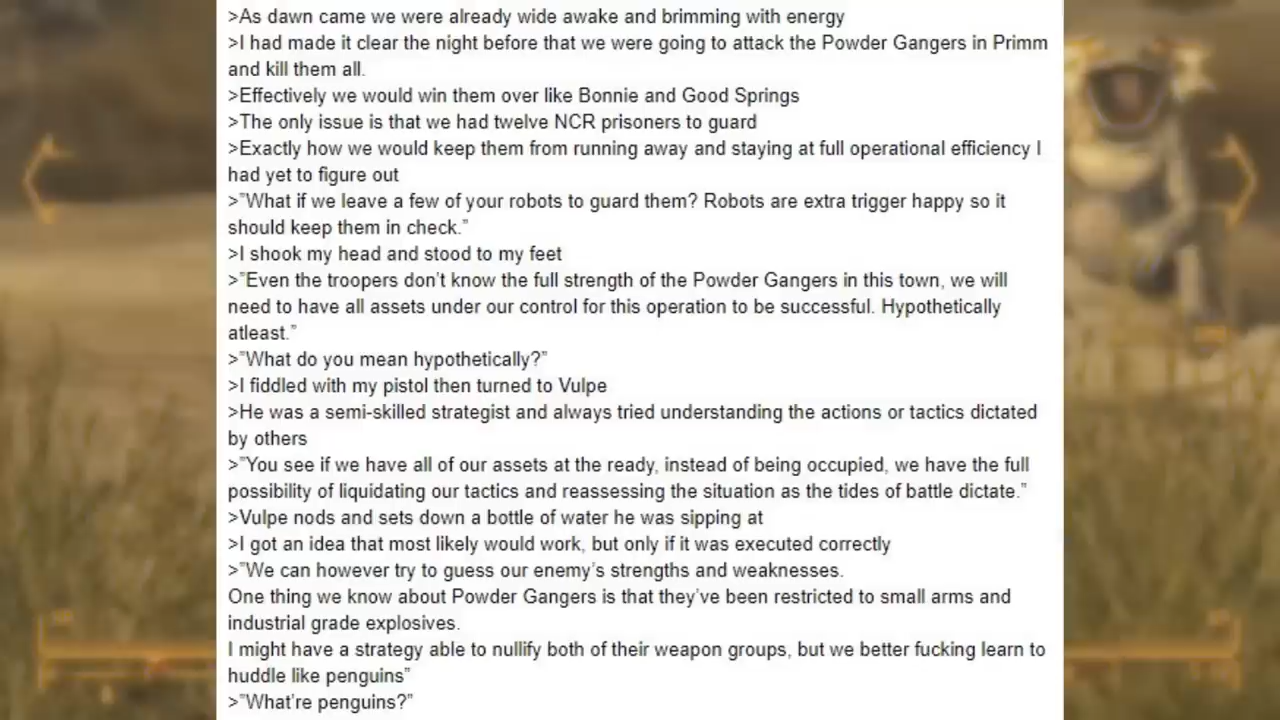 >As dawn came we were already wide awake and brimming with energy
>I had made it clear the night before that we were going to attack the Powder Gangers in Primm
and kill them all.
>Effectively we would win them over like Bonnie and Good Springs
>The only issue is that we had twelve NCR prisoners to guard
>Exactly how we would keep them from running away and staying at full operational efficiency I
had yet to figure out
>"What if we leave a few of your robots to guard them? Robots are extra trigger happy so it
should keep them in check."
>I shook my head and stood to my feet
>"Even the troopers don't know the full strength of the Powder Gangers in this town, we will
need to have all assets under our control for this operation to be successful. Hypothetically
atleast."
>"What do you mean hypothetically?"
>I fiddled with my pistol then turned to Vulpe
>He was a semi-skilled strategist and always tried understanding the actions or tactics dictated
by others
>"You see if we have all of our assets at the ready, instead of being occupied, we have the full
possibility of liquidating our tactics and reassessing the situation as the tides of battle dictate."
>Vulpe nods and sets down a bottle of water he was sipping at
>I got an idea that most likely would work, but only if it was executed correctly
>"We can however try to guess our enemy's strengths and weaknesses.
One thing we know about Powder Gangers is that they've been restricted to small arms and
industrial grade explosives.
I might have a strategy able to nullify both of their weapon groups, but we better fucking learn to
huddle like penguins"
>"What're penguins?"